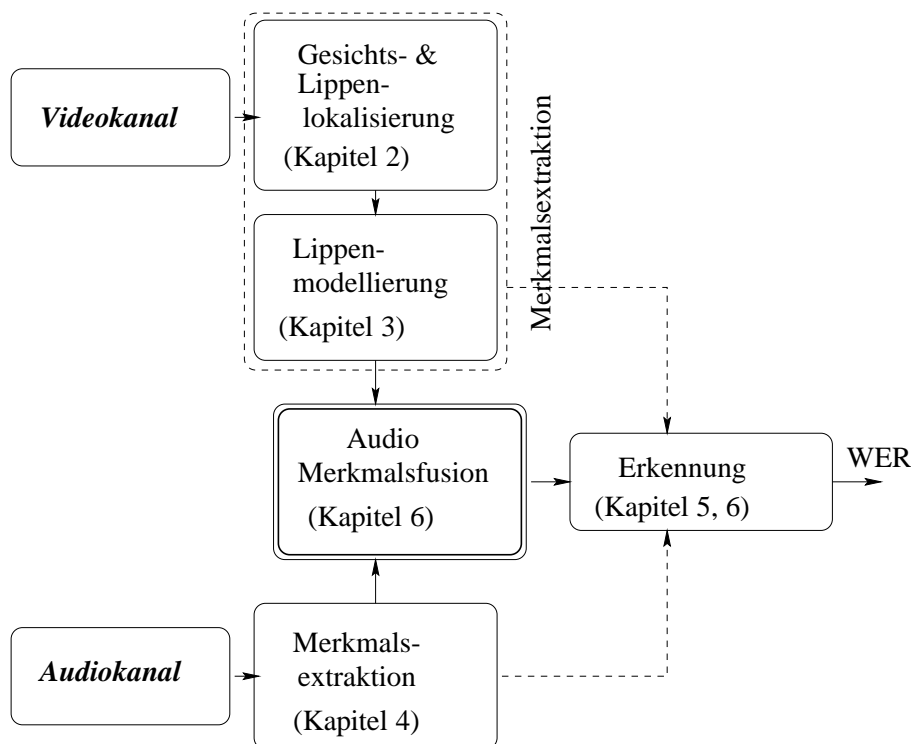 Videokanal
Gesichts- &
Lippen-
lokalisierung
(Kapitel 2)
Lippen-
modellierung
(Kapitel 3)
Merkmalsextraktion
Audio
Merkmalsfusion
(Kapitel 6)
Erkennung
(Kapitel 5, 6)
WER
Audiokanal
Merkmals-
extraktion
(Kapitel 4)